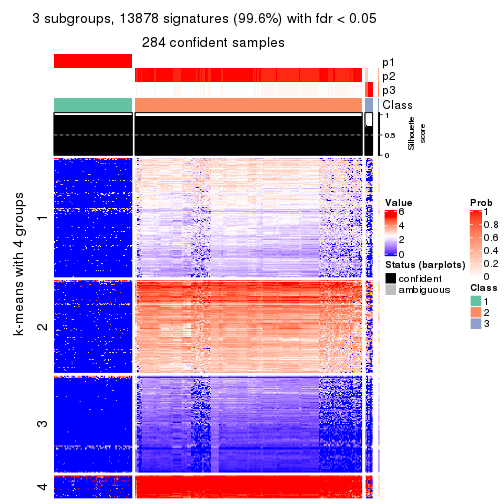 3 subgroups, 13878 signatures (99.6%) with fdr < 0.05
284 confident samples
p1
p2
p3
Class
1
0.5
0
Silhouette
score
k-means with 4 groups
1
2
3
4
Value
6
4
2
0
Status (barplots)
confident
ambiguous
Prob
1
0.8
0.6
0.4
0.2
0
Class
1
2
3